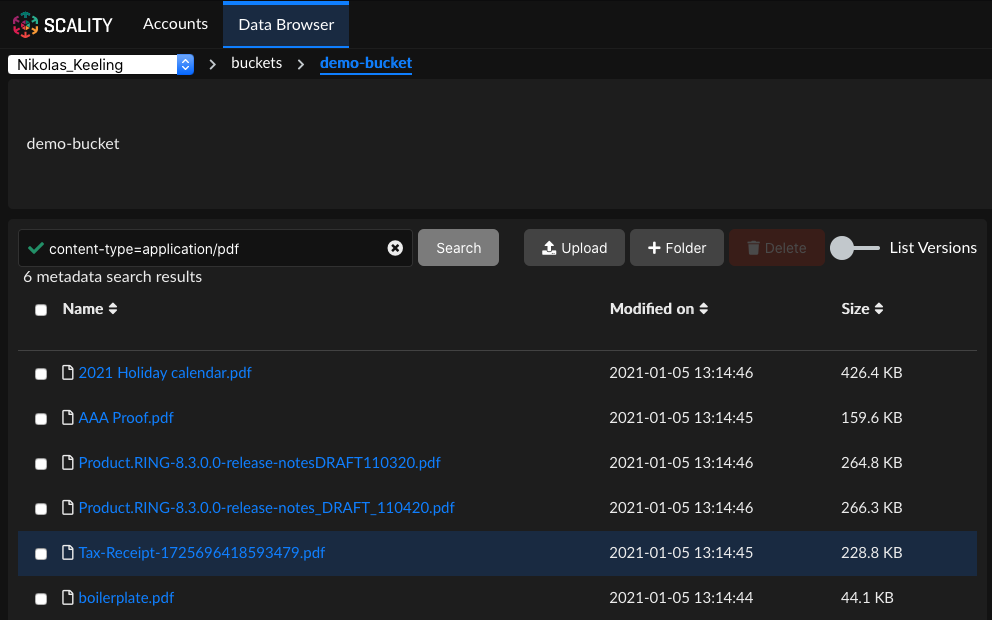 SCALITY Accounts Data Browser
Nikolas_Keeling buckets demo-bucket
demo-bucket
content-type=application/pdf Search Upload Folder Delete List Versions
6 metadata search results
Name Modified on Size
2021 Holiday calendar.pdf 2021-01-05 13:14:46 426.4 KB
AAA Proof.pdf 2021-01-05 13:14:45 159.6 KB
Product.RING-8.3.0.0-release-notesDRAFT110320.pdf 2021-01-05 13:14:46 264.8 KB
Product.RING-8.3.0.0-release-notes_DRAFT_110420.pdf 2021-01-05 13:14:46 266.3 KB
Tax-Receipt-1725696418593479.pdf 2021-01-05 13:14:45 228.8 KB
boilerplate.pdf 2021-01-05 13:14:44 44.1 KB